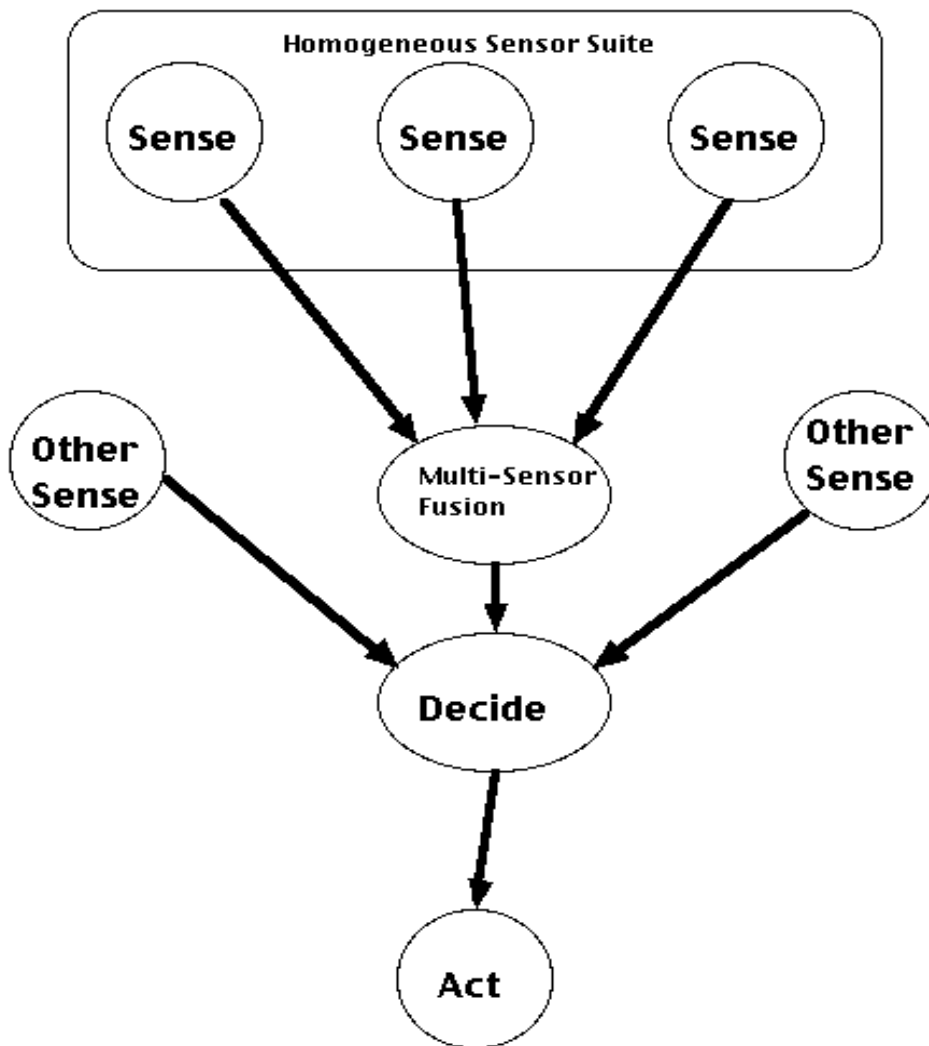 Homogeneous Sensor Suite
Sense
Sense
Sense
Other
Sense
Multi-Sensor
Fusion
Other
Sense
Decide
Act